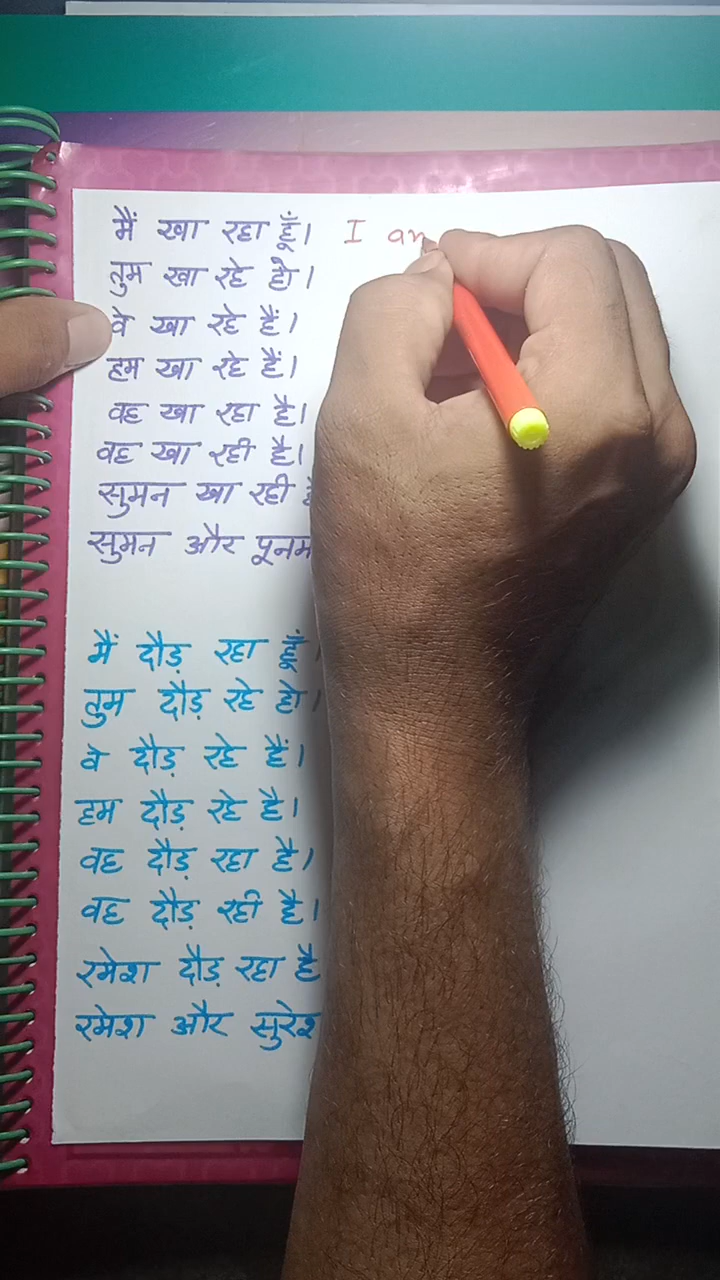 मैं खा रहा हूँ। I am
तुम खा रहे हो।
वे खा रहे हैं।
हम खा रहे हैं।
वह खा रहा है।
वह खा रही है।
सुमन खा रही
सुमन और पूनम
मैं दौड़ रहा हूँ।
तुम दौड़ रहे हो।
वे दौड़ रहे हैं।
हम दौड़ रहे है।
वह दौड़ रहा है।
वह दौड़ रही है।
रमेश दौड़ रहा है
रमेश और सुरेश